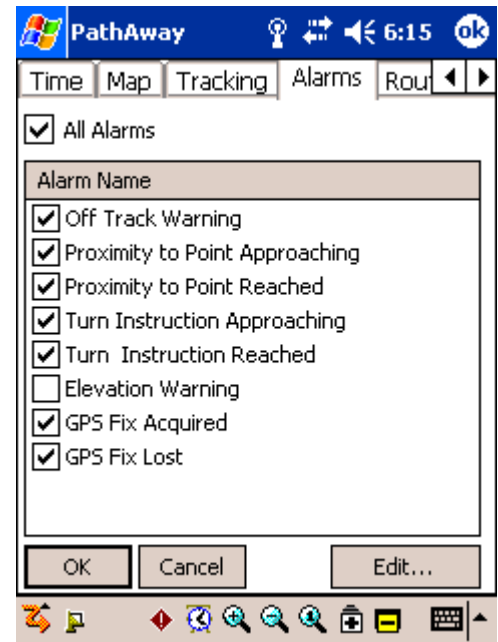 PathAway 6:15 ok
Time Map Tracking Alarms Rou
All Alarms
Alarm Name
Off Track Warning
Proximity to Point Approaching
Proximity to Point Reached
Turn Instruction Approaching
Turn Instruction Reached
Elevation Warning
GPS Fix Acquired
GPS Fix Lost
OK Cancel Edit...